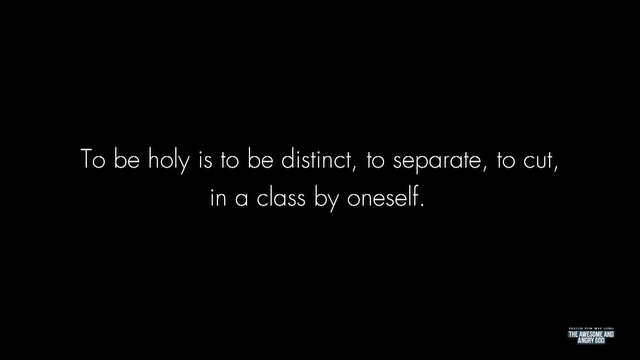 To be holy is to be distinct, to separate, to cut,
in a class by oneself.
THE AWESOME AND
ANGRY GOD